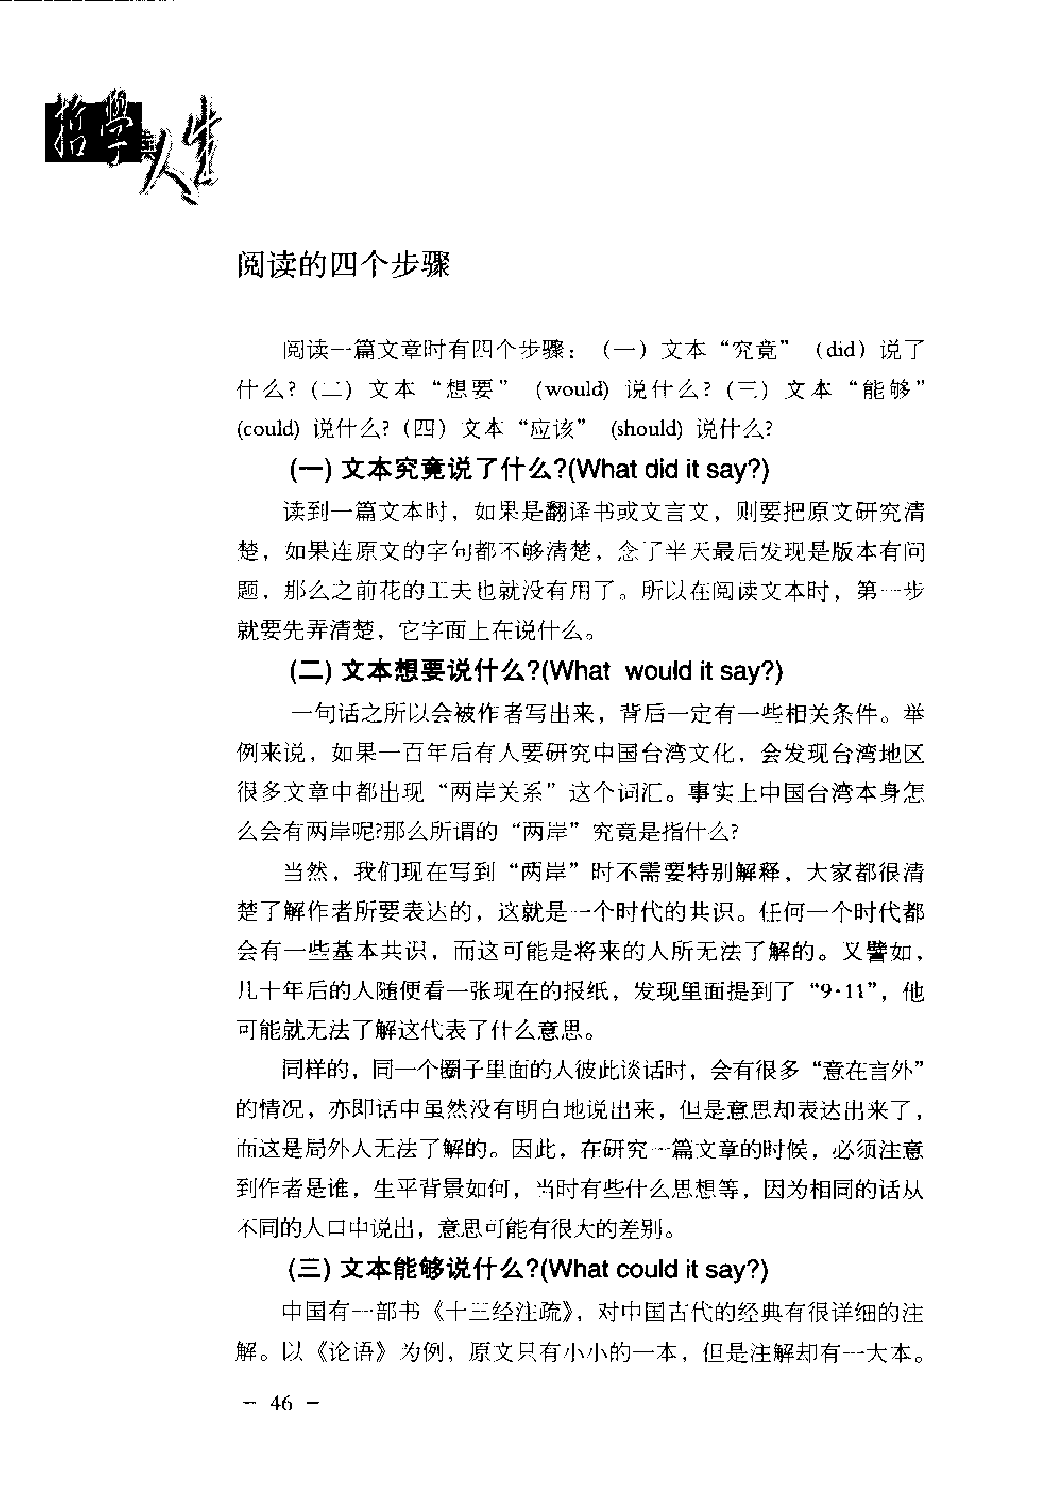 哲學與人生
阅读的四个步骤
阅读一篇文章时有四个步骤：（一）文本“究竟”（did）说了
什么?（二）文本“想要”（would）说什么?（三）文本“能够”
(could) 说什么?（四）文本“应该”(should) 说什么?
(一) 文本究竟说了什么?(What did it say?)
读到一篇文本时，如果是翻译书或文言文，则要把原文研究清
楚，如果连原文的字句都不够清楚，念了半天最后发现是版本有问
题，那么之前花的工夫也就没有用了。所以在阅读文本时，第一步
就要先弄清楚，它字面上在说什么。
(二) 文本想要说什么?(What would it say?)
一句话之所以会被作者写出来，背后一定有一些相关条件。举
例来说，如果一百年后有人要研究中国台湾文化，会发现台湾地区
很多文章中都出现“两岸关系”这个词汇。事实上中国台湾本身怎
么会有两岸呢?那么所谓的“两岸”究竟是指什么?
当然，我们现在写到“两岸”时不需要特别解释，大家都很清
楚了解作者所要表达的，这就是一个时代的共识。任何一个时代都
会有一些基本共识，而这可能是将来的人所无法了解的。又譬如，
几十年后的人随便看一张现在的报纸，发现里面提到了“9·11”，他
可能就无法了解这代表了什么意思。
同样的，同一个圈子里面的人彼此谈话时，会有很多“意在言外”
的情况，亦即话中虽然没有明白地说出来，但是意思却表达出来了，
而这是局外人无法了解的。因此，在研究一篇文章的时候，必须注意
到作者是谁，生平背景如何，当时有些什么思想等，因为相同的话从
不同的人口中说出，意思可能有很大的差别。
(三) 文本能够说什么?(What could it say?)
中国有一部书《十三经注疏》，对中国古代的经典有很详细的注
解。以《论语》为例，原文只有小小的一本，但是注解却有一大本。
- 46 -